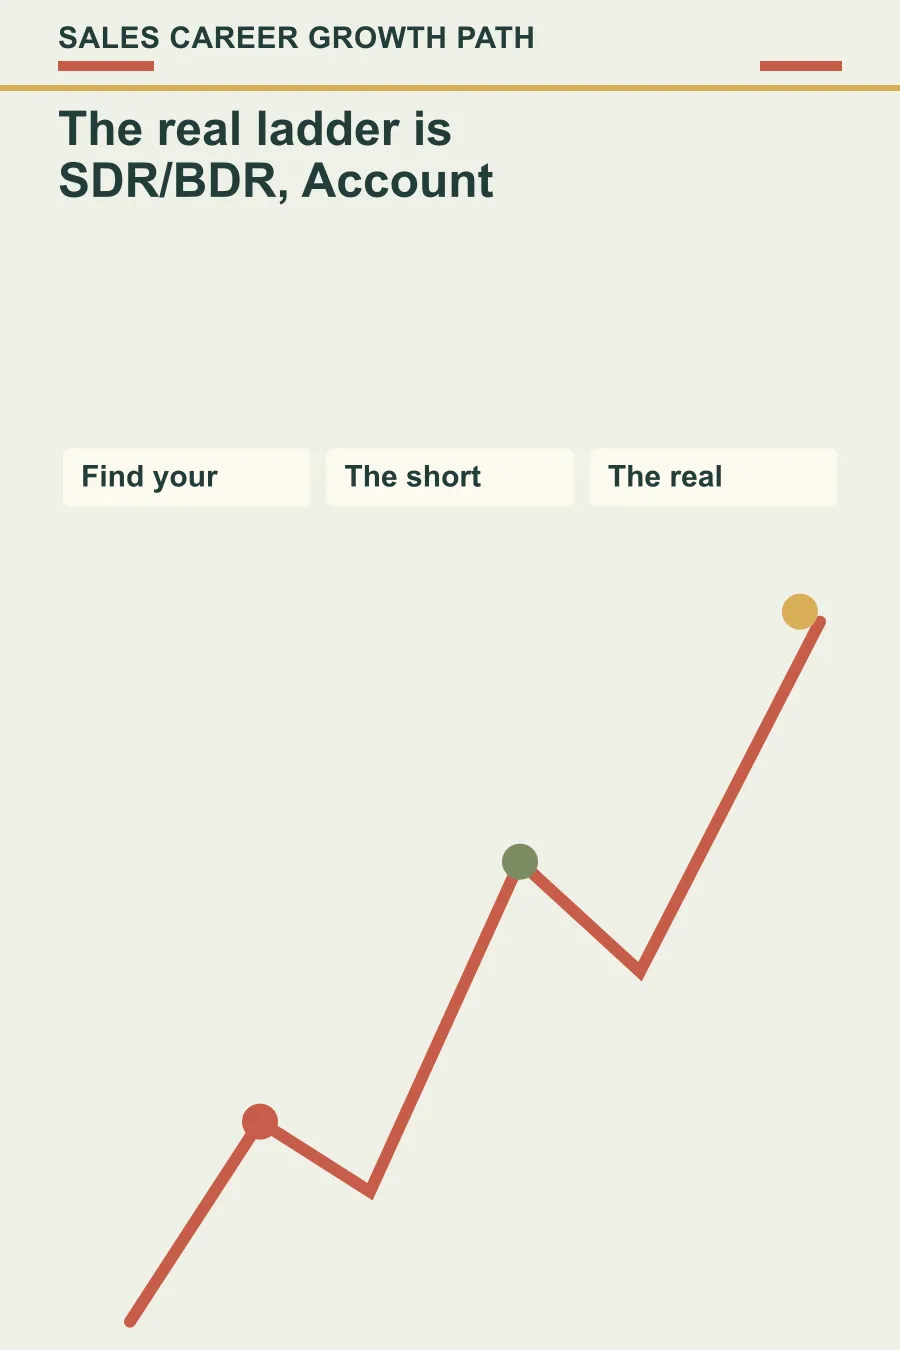 SALES CAREER GROWTH PATH
The real ladder is
SDR/BDR, Account
Find your
The short
The real